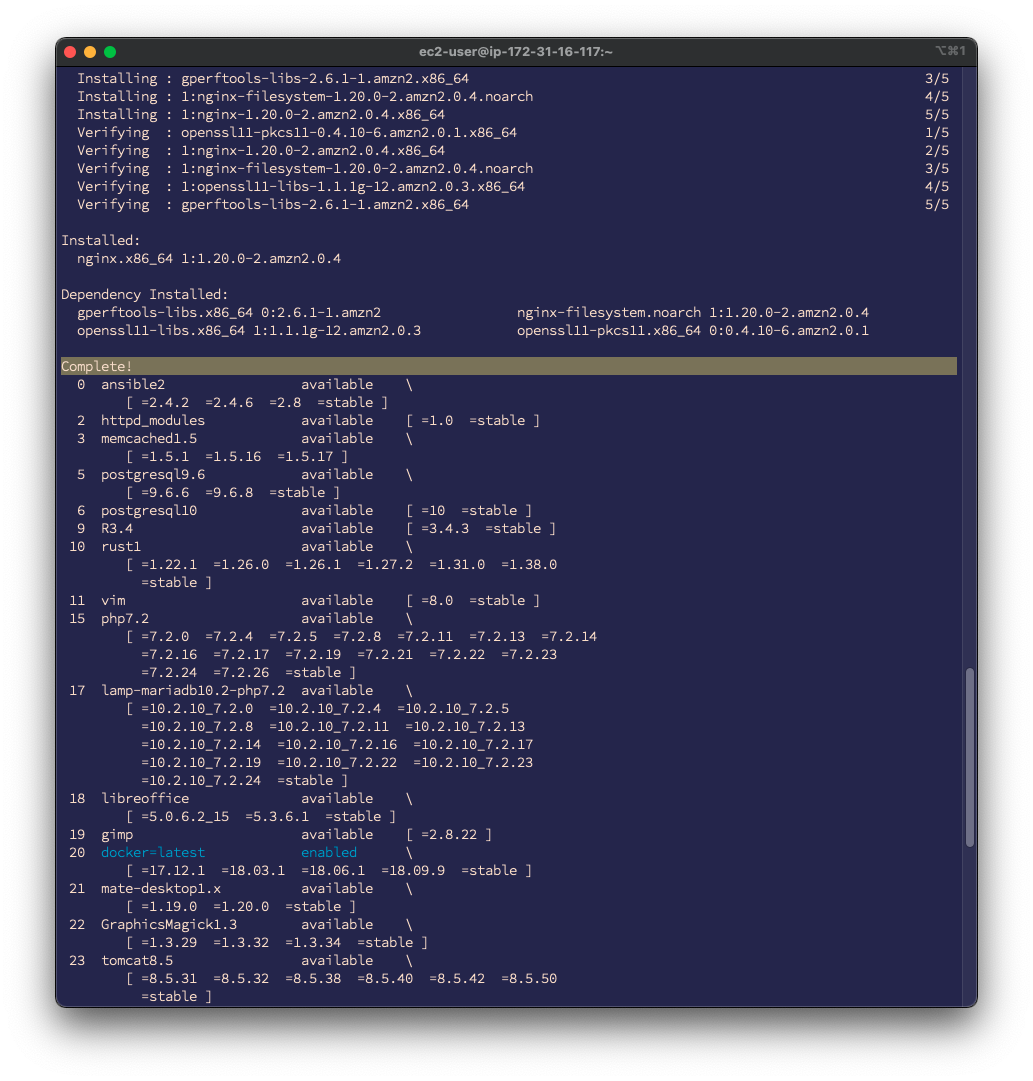 ec2-user@ip-172-31-16-117:~ ⌥⌘1
Installing : gperftools-libs-2.6.1-1.amzn2.x86_64 3/5
Installing : 1:nginx-filesystem-1.20.0-2.amzn2.0.4.noarch 4/5
Installing : 1:nginx-1.20.0-2.amzn2.0.4.x86_64 5/5
Verifying : openssl11-pkcs11-0.4.10-6.amzn2.0.1.x86_64 1/5
Verifying : 1:nginx-1.20.0-2.amzn2.0.4.x86_64 2/5
Verifying : 1:nginx-filesystem-1.20.0-2.amzn2.0.4.noarch 3/5
Verifying : 1:openssl11-libs-1.1.1g-12.amzn2.0.3.x86_64 4/5
Verifying : gperftools-libs-2.6.1-1.amzn2.x86_64 5/5
Installed:
nginx.x86_64 1:1.20.0-2.amzn2.0.4
Dependency Installed:
gperftools-libs.x86_64 0:2.6.1-1.amzn2 nginx-filesystem.noarch 1:1.20.0-2.amzn2.0.4
openssl11-libs.x86_64 1:1.1.1g-12.amzn2.0.3 openssl11-pkcs11.x86_64 0:0.4.10-6.amzn2.0.1
Complete!
0 ansible2 available \
[ =2.4.2 =2.4.6 =2.8 =stable ]
2 httpd_modules available [ =1.0 =stable ]
3 memcached1.5 available \
[ =1.5.1 =1.5.16 =1.5.17 ]
5 postgresql9.6 available \
[ =9.6.6 =9.6.8 =stable ]
6 postgresql10 available [ =10 =stable ]
9 R3.4 available [ =3.4.3 =stable ]
10 rust1 available \
[ =1.22.1 =1.26.0 =1.26.1 =1.27.2 =1.31.0 =1.38.0
=stable ]
11 vim available [ =8.0 =stable ]
15 php7.2 available \
[ =7.2.0 =7.2.4 =7.2.5 =7.2.8 =7.2.11 =7.2.13 =7.2.14
=7.2.16 =7.2.17 =7.2.19 =7.2.21 =7.2.22 =7.2.23
=7.2.24 =7.2.26 =stable ]
17 lamp-mariadb10.2-php7.2 available \
[ =10.2.10_7.2.0 =10.2.10_7.2.4 =10.2.10_7.2.5
=10.2.10_7.2.8 =10.2.10_7.2.11 =10.2.10_7.2.13
=10.2.10_7.2.14 =10.2.10_7.2.16 =10.2.10_7.2.17
=10.2.10_7.2.19 =10.2.10_7.2.22 =10.2.10_7.2.23
=10.2.10_7.2.24 =stable ]
18 libreoffice available \
[ =5.0.6.2_15 =5.3.6.1 =stable ]
19 gimp available [ =2.8.22 ]
20 docker=latest enabled \
[ =17.12.1 =18.03.1 =18.06.1 =18.09.9 =stable ]
21 mate-desktop1.x available \
[ =1.19.0 =1.20.0 =stable ]
22 GraphicsMagick1.3 available \
[ =1.3.29 =1.3.32 =1.3.34 =stable ]
23 tomcat8.5 available \
[ =8.5.31 =8.5.32 =8.5.38 =8.5.40 =8.5.42 =8.5.50
=stable ]